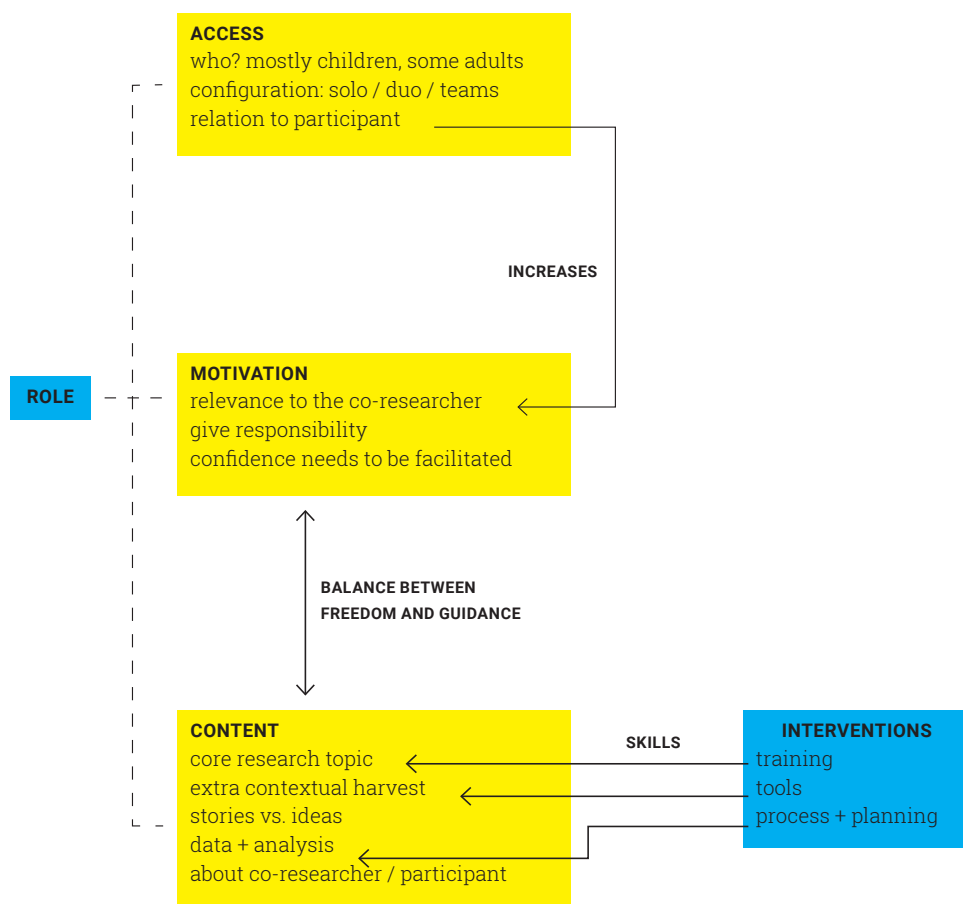 ACCESS
who? mostly children, some adults
configuration: solo / duo / teams
relation to participant
INCREASES
ROLE
MOTIVATION
relevance to the co-researcher
give responsibility
confidence needs to be facilitated
BALANCE BETWEEN
FREEDOM AND GUIDANCE
CONTENT
core research topic
extra contextual harvest
stories vs. ideas
data + analysis
about co-researcher / participant
SKILLS
INTERVENTIONS
training
tools
process + planning